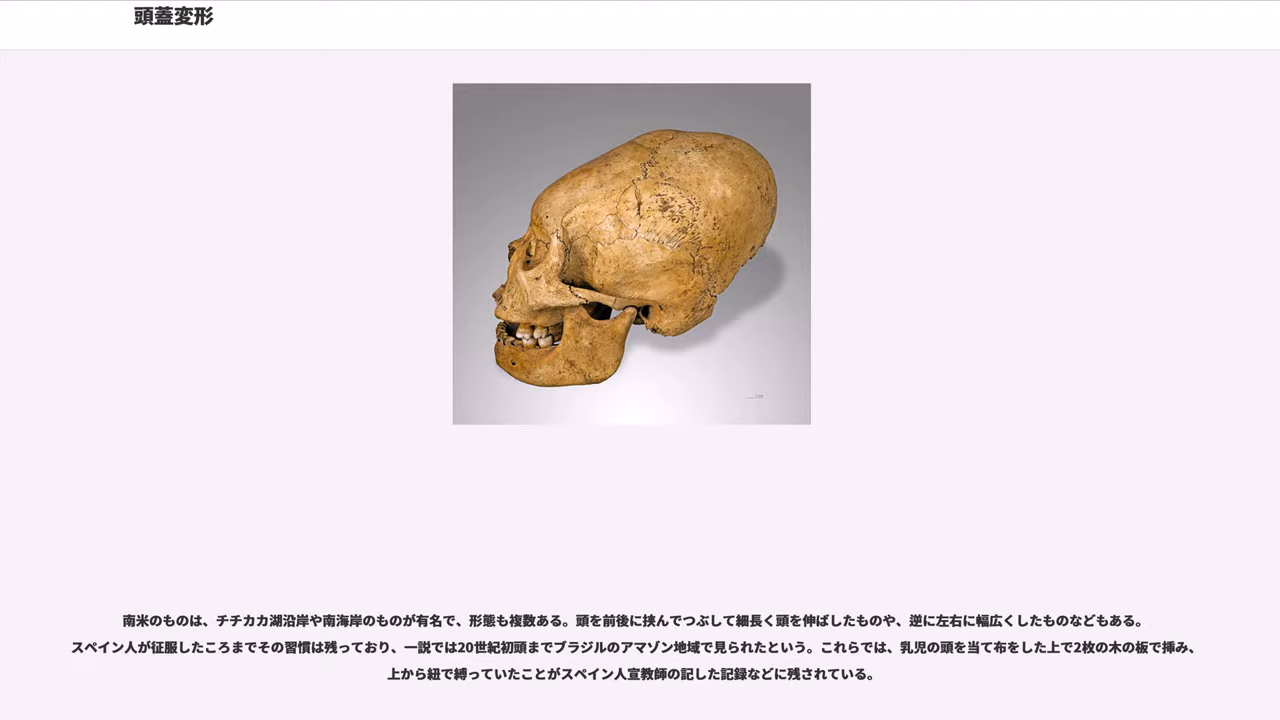 頭蓋変形
南米のものは、チチカカ湖沿岸や南海岸のものが有名で、形態も複数ある。頭を前後に挟んでつぶして細長く頭を伸ばしたものや、逆に左右に幅広くしたものなどもある。
スペイン人が征服したころまでその習慣は残っており、一説では20世紀初頭までブラジルのアマゾン地域で見られたという。これらでは、乳児の頭を当て布をした上で2枚の木の板で挿み、
上から紐で縛っていたことがスペイン人宣教師の記した記録などに残されている。